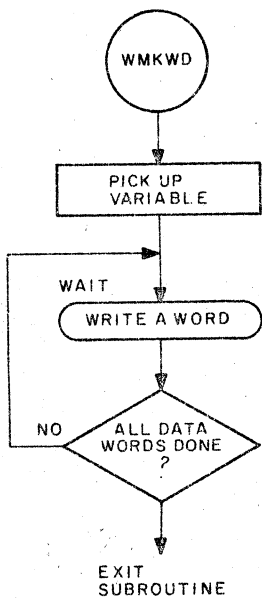 WMKWD
PICK UP
VARIABLE
WAIT
WRITE A WORD
NO
ALL DATA
WORDS DONE
?
EXIT
SUBROUTINE